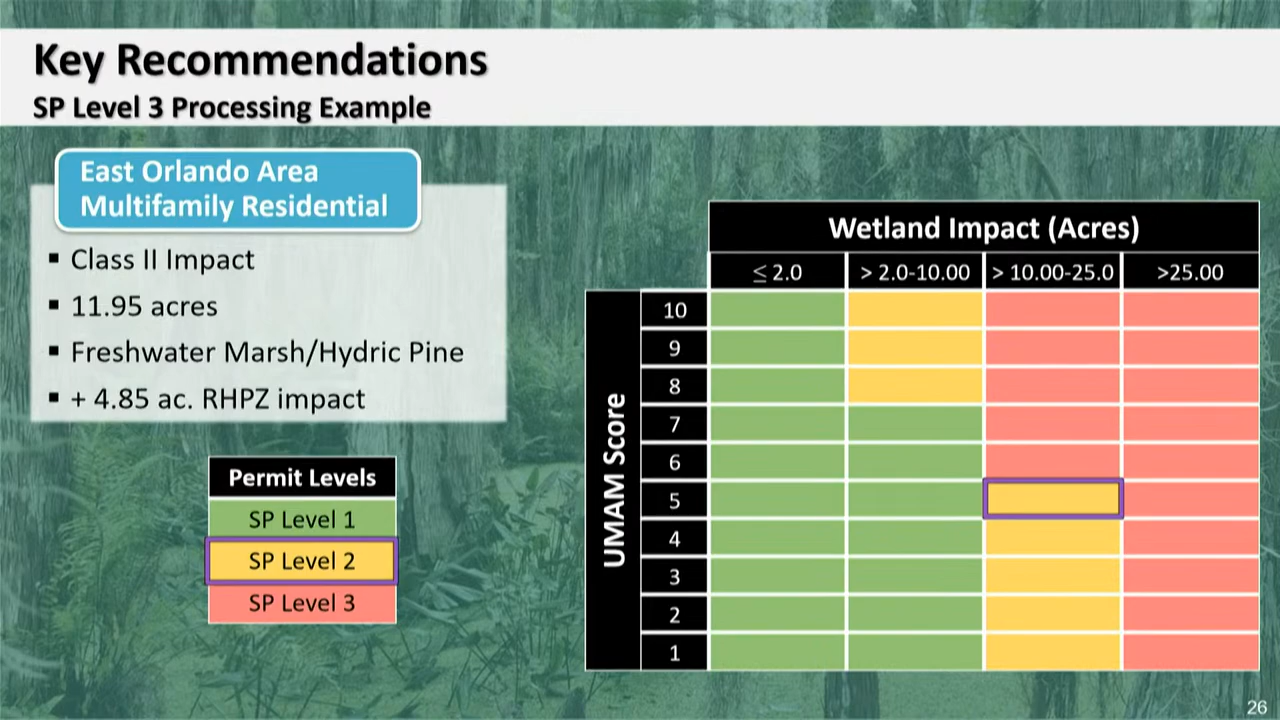 Key Recommendations
SP Level 3 Processing Example
East Orlando Area
Multifamily Residential
▪ Class II Impact
▪ 11.95 acres
▪ Freshwater Marsh/Hydric Pine
▪ + 4.85 ac. RHPZ impact
Permit Levels
SP Level 1
SP Level 2
SP Level 3
Wetland Impact (Acres)
≤ 2.0 > 2.0-10.00 > 10.00-25.0 >25.00
UMAM Score
10
9
8
7
6
5
4
3
2
1
26